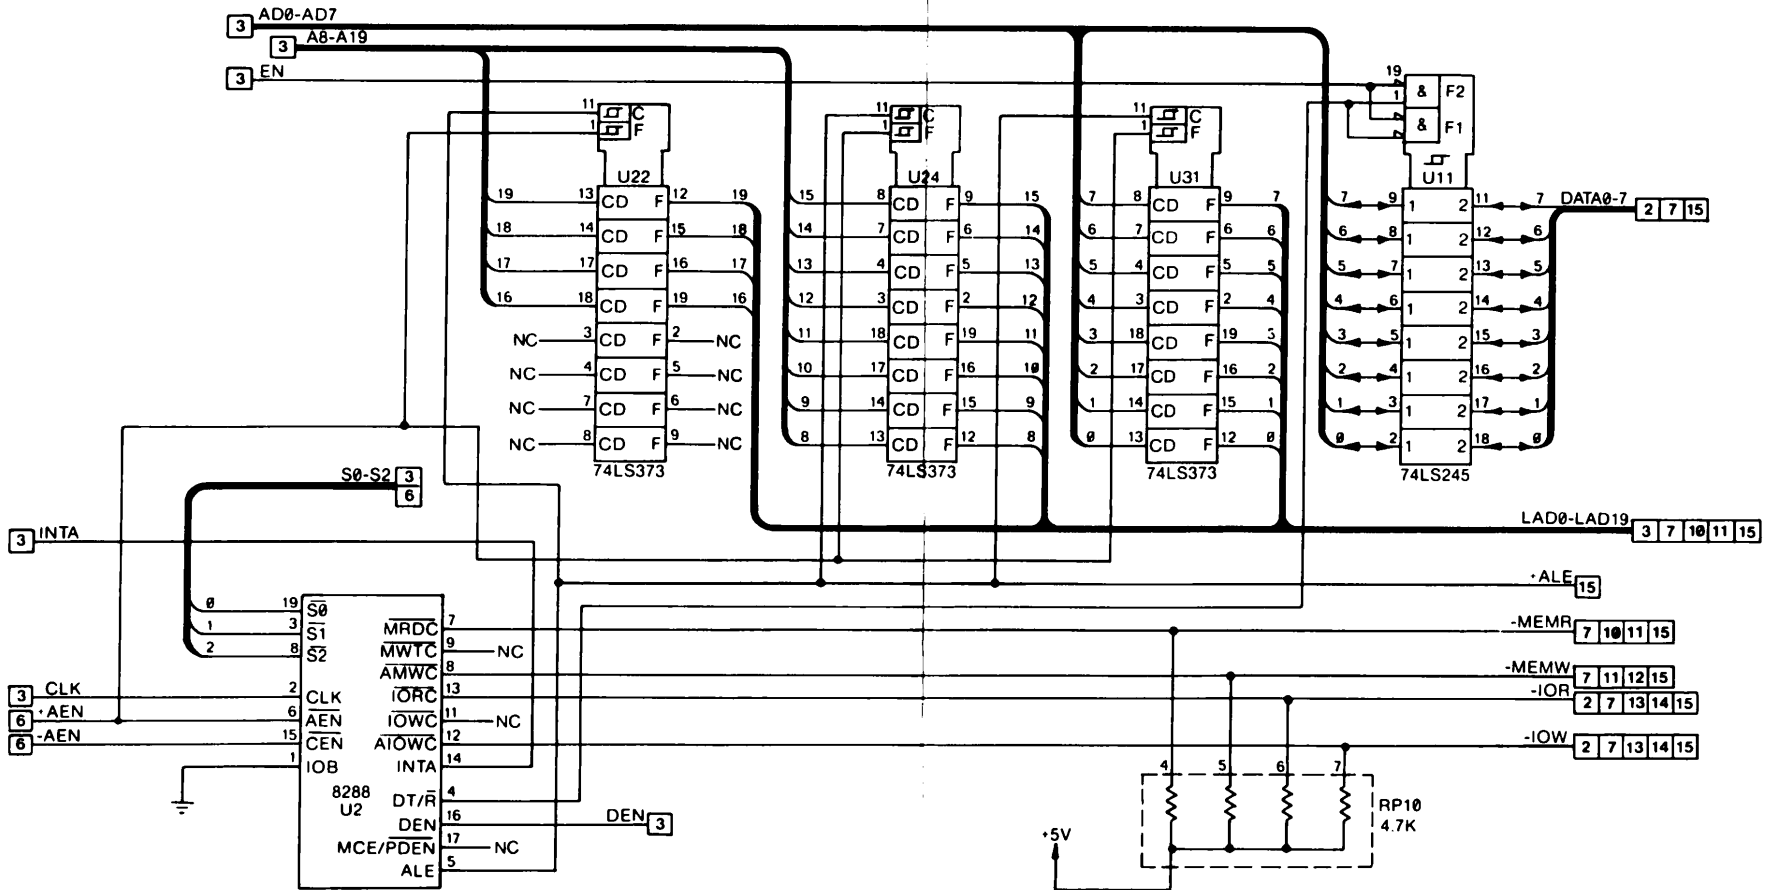 3 AD0-AD7
3 A8-A19
3 EN
11 C
1 F
U22
19 13 CD F 12 19
18 14 CD F 15 18
17 17 CD F 16 17
16 18 CD F 19 16
NC 3 CD F 2 NC
NC 4 CD F 5 NC
NC 7 CD F 6 NC
NC 8 CD F 9 NC
74LS373
11 C
1 F
U24
15 8 CD F 9 15
14 7 CD F 6 14
13 4 CD F 5 13
12 3 CD F 2 12
11 18 CD F 19 11
10 17 CD F 16 10
9 14 CD F 15 9
8 13 CD F 12 8
74LS373
11 C
1 F
U31
7 8 CD F 9 7
6 7 CD F 6 6
5 4 CD F 5 5
4 3 CD F 2 4
3 18 CD F 19 3
2 17 CD F 16 2
1 14 CD F 15 1
0 13 CD F 12 0
74LS373
19 & F2
1 & F1
U11
7 9 1 2 11 7
6 8 1 2 12 6
5 7 1 2 13 5
4 6 1 2 14 4
3 5 1 2 15 3
2 4 1 2 16 2
1 3 1 2 17 1
0 2 1 2 18 0
74LS245
DATA0-7 2 7 15
S0-S2 3
6
LAD0-LAD19 3 7 10 11 15
3 INTA
+ALE 15
0 19 S0
1 3 S1
2 8 S2
3 CLK 2 CLK
6 +AEN 6 AEN
6 -AEN 15 CEN
1 IOB
8288
U2
MRDC 7
MWTC 9 NC
AMWC 8
IORC 13
IOWC 11 NC
AIOWC 12
INTA 14
DT/R 4
DEN 16 DEN 3
MCE/PDEN 17 NC
ALE 5
-MEMR 7 10 11 15
-MEMW 7 11 12 15
-IOR 2 7 13 14 15
-IOW 2 7 13 14 15
4 5 6 7
RP10
4.7K
+5V